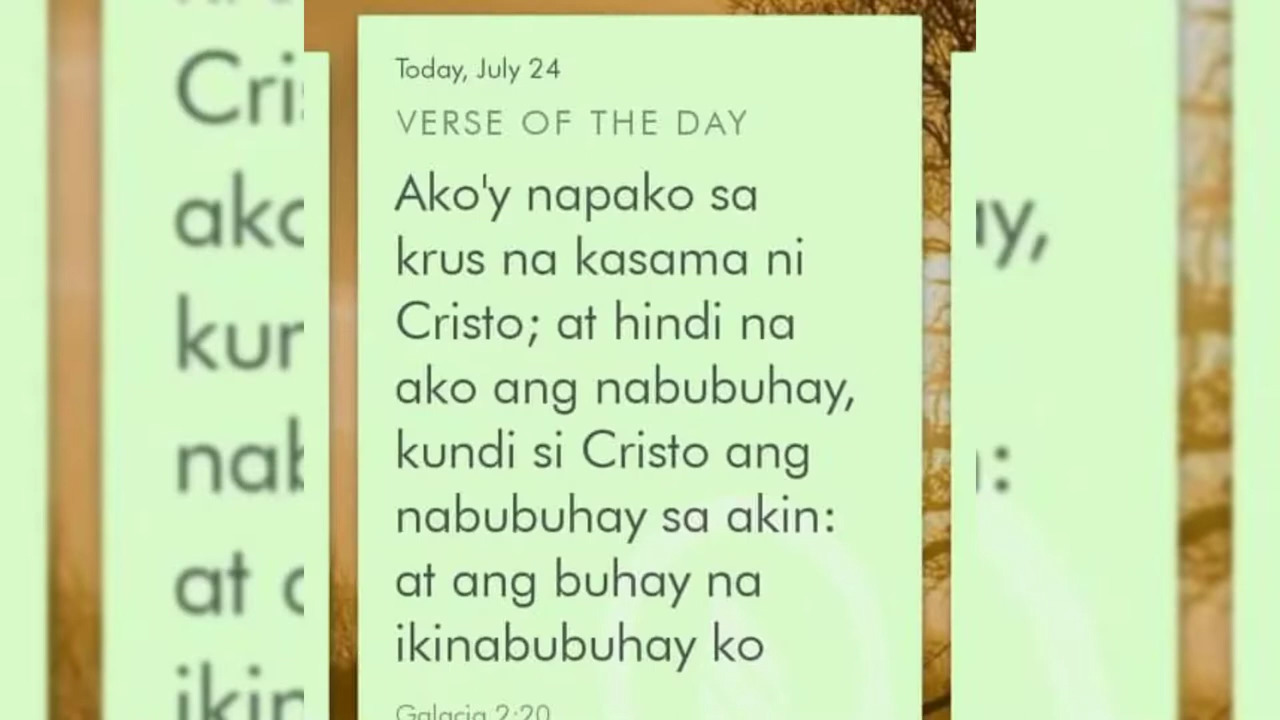 Today, July 24
VERSE OF THE DAY
Ako'y napako sa
krus na kasama ni
Cristo; at hindi na
ako ang nabubuhay,
kundi si Cristo ang
nabubuhay sa akin:
at ang buhay na
ikinabubuhay ko
Galacia 2:20